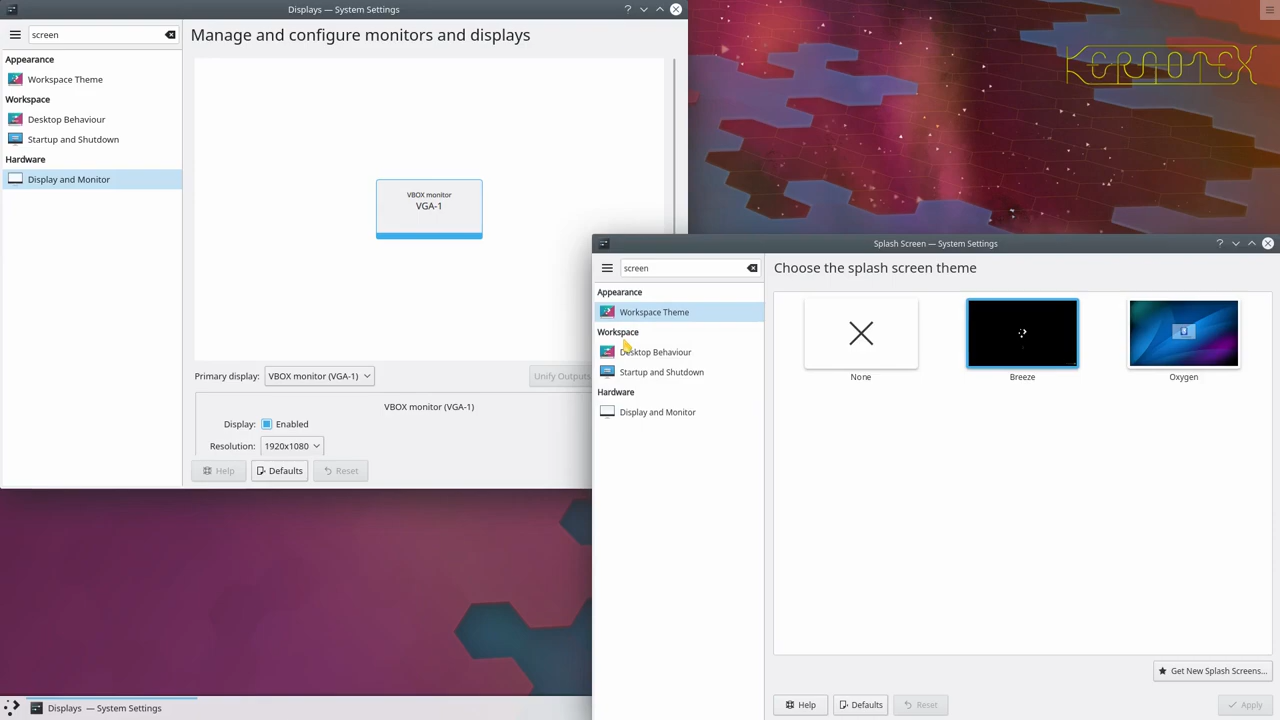 Displays — System Settings
screen
Manage and configure monitors and displays
Appearance
Workspace Theme
Workspace
Desktop Behaviour
Startup and Shutdown
Hardware
Display and Monitor
VBOX monitor
VGA-1
Primary display:
VBOX monitor (VGA-1)
Unify Outputs
VBOX monitor (VGA-1)
Display:
Enabled
Resolution:
1920x1080
Help
Defaults
Reset
KERNOTEX
Splash Screen — System Settings
screen
Choose the splash screen theme
Appearance
Workspace Theme
Workspace
Desktop Behaviour
Startup and Shutdown
Hardware
Display and Monitor
None
Breeze
Oxygen
Get New Splash Screens...
Help
Defaults
Reset
Apply
Displays — System Settings